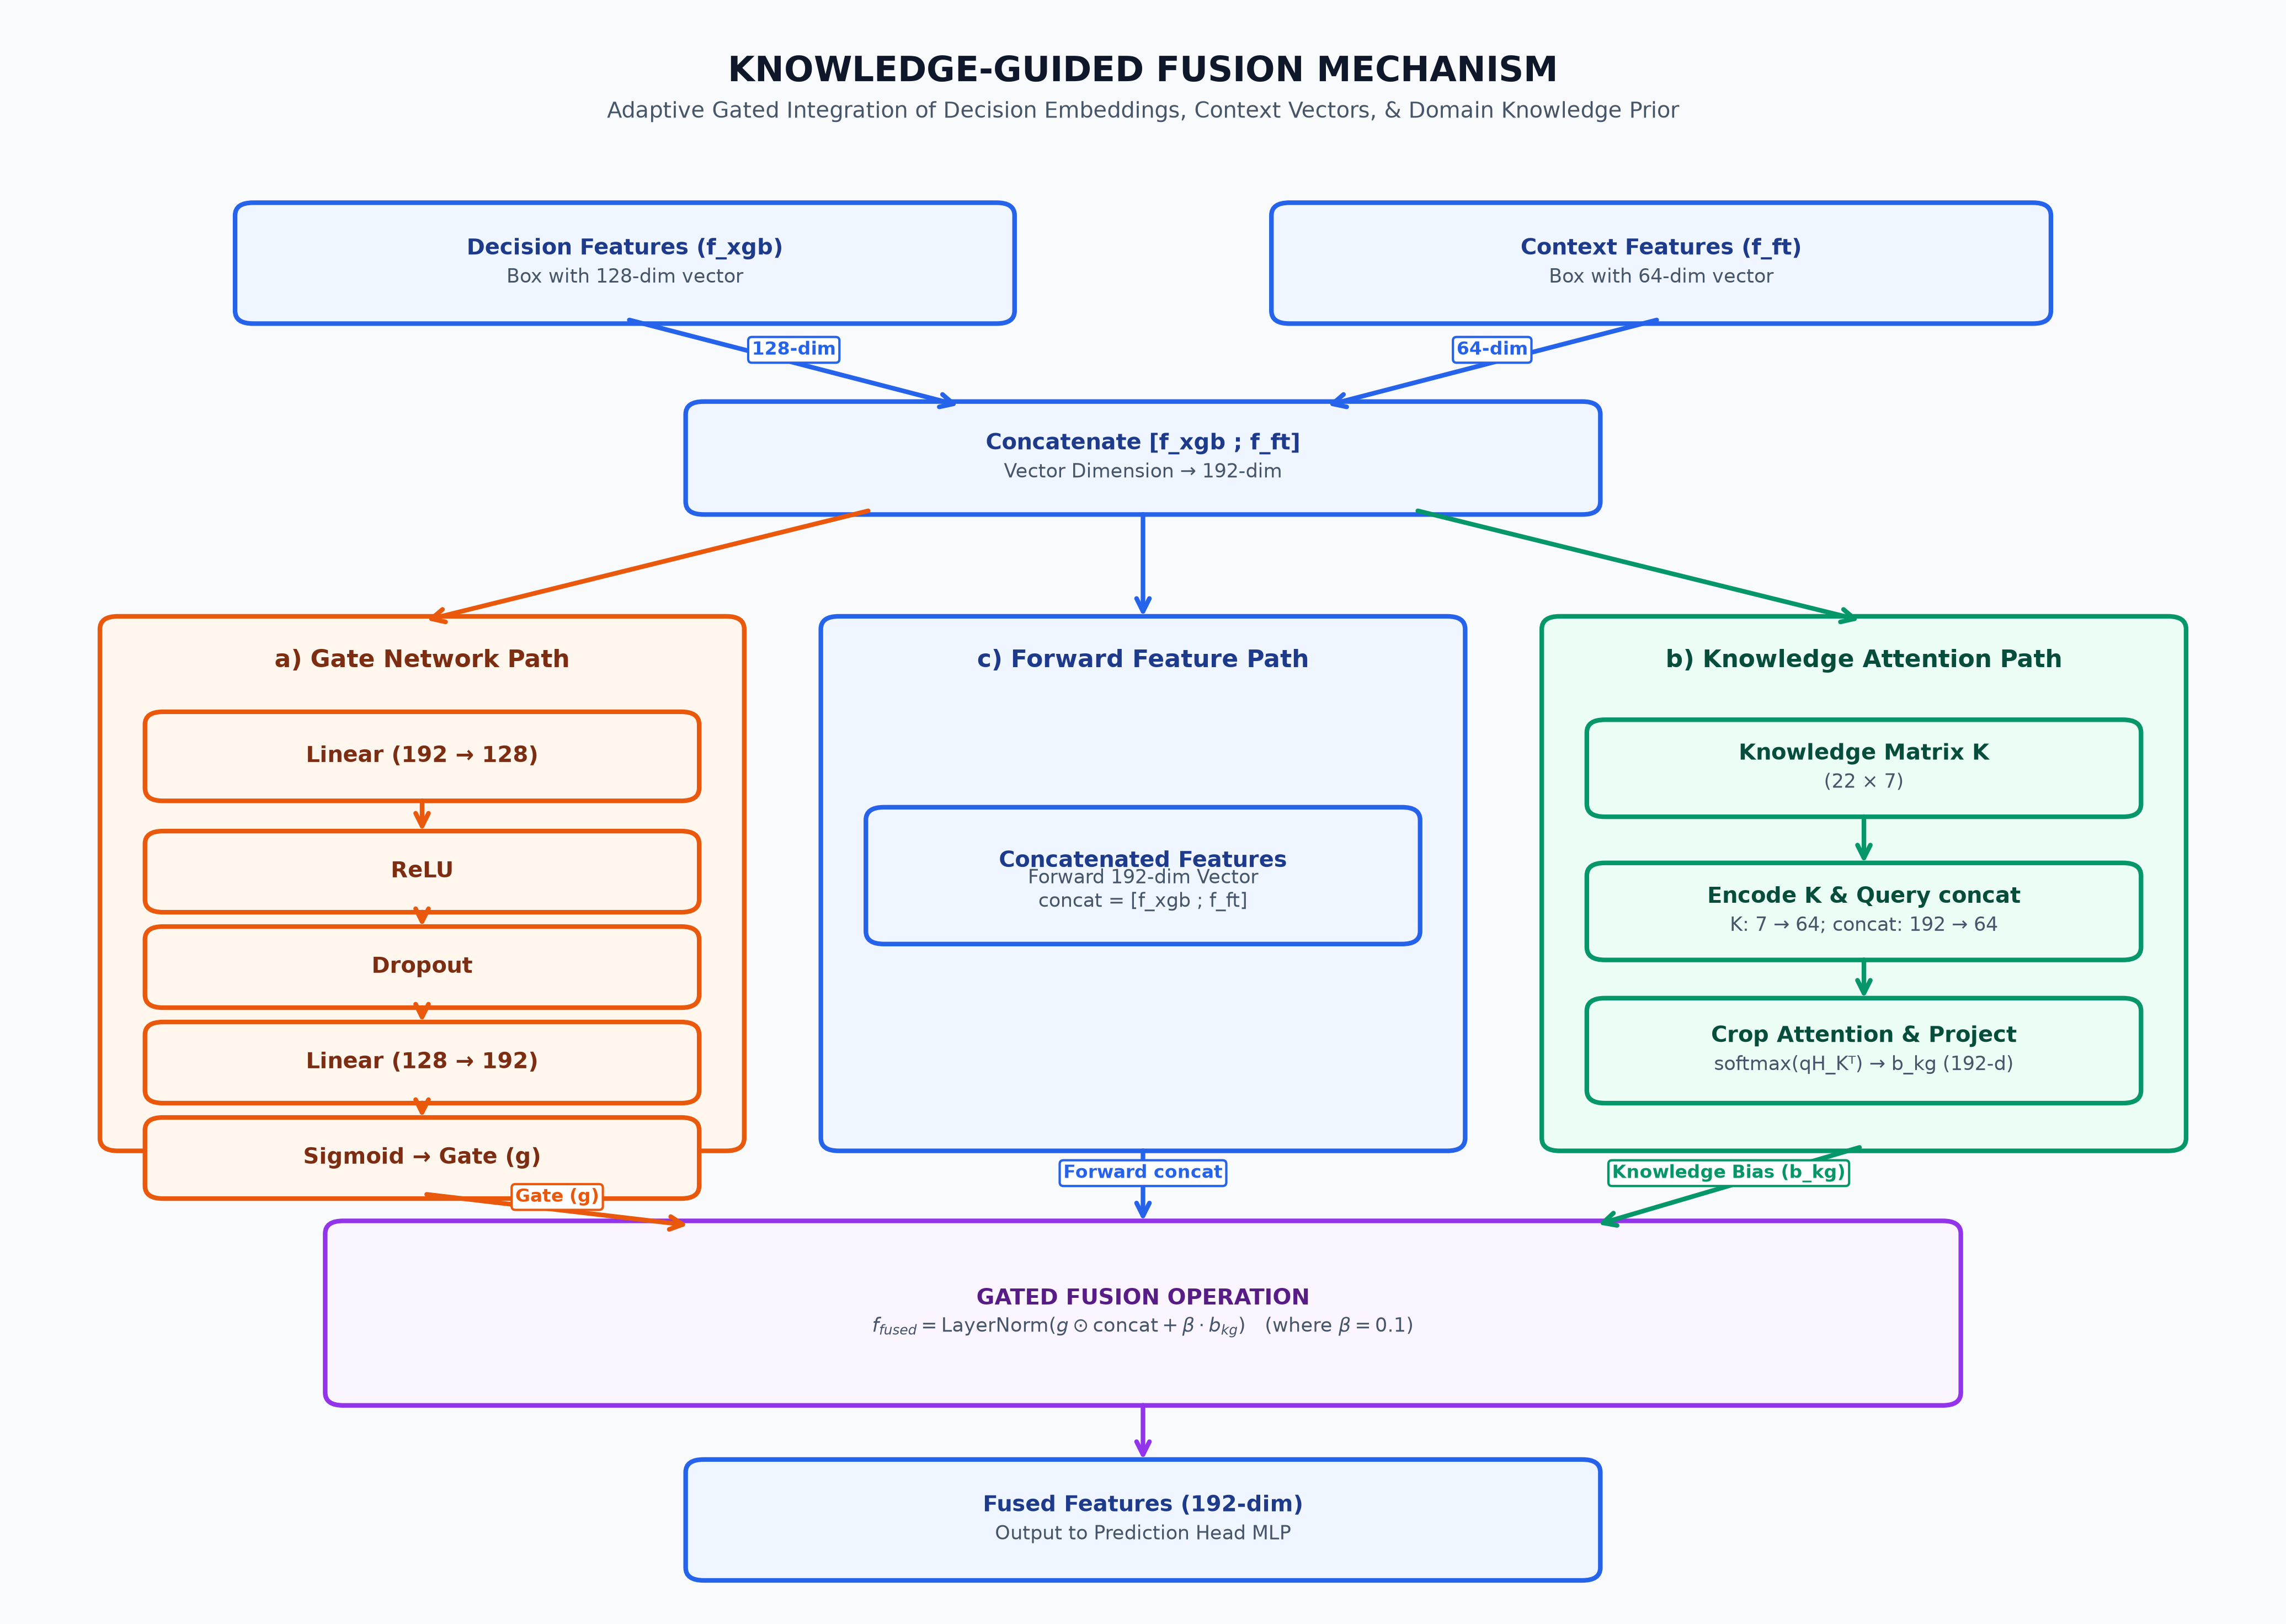 KNOWLEDGE-GUIDED FUSION MECHANISM
Adaptive Gated Integration of Decision Embeddings, Context Vectors, & Domain Knowledge Prior
Decision Features (f_xgb)
Box with 128-dim vector
Context Features (f_ft)
Box with 64-dim vector
128-dim
64-dim
Concatenate [f_xgb ; f_ft]
Vector Dimension → 192-dim
a) Gate Network Path
Linear (192 → 128)
ReLU
Dropout
Linear (128 → 192)
Sigmoid → Gate (g)
Gate (g)
c) Forward Feature Path
Concatenated Features
Forward 192-dim Vector
concat = [f_xgb ; f_ft]
Forward concat
b) Knowledge Attention Path
Knowledge Matrix K
(22 × 7)
Encode K & Query concat
K: 7 → 64; concat: 192 → 64
Crop Attention & Project
softmax(qH_Kᵀ) → b_kg (192-d)
Knowledge Bias (b_kg)
GATED FUSION OPERATION
f_fused = LayerNorm(g ⊙ concat + β · b_kg) (where β = 0.1)
Fused Features (192-dim)
Output to Prediction Head MLP